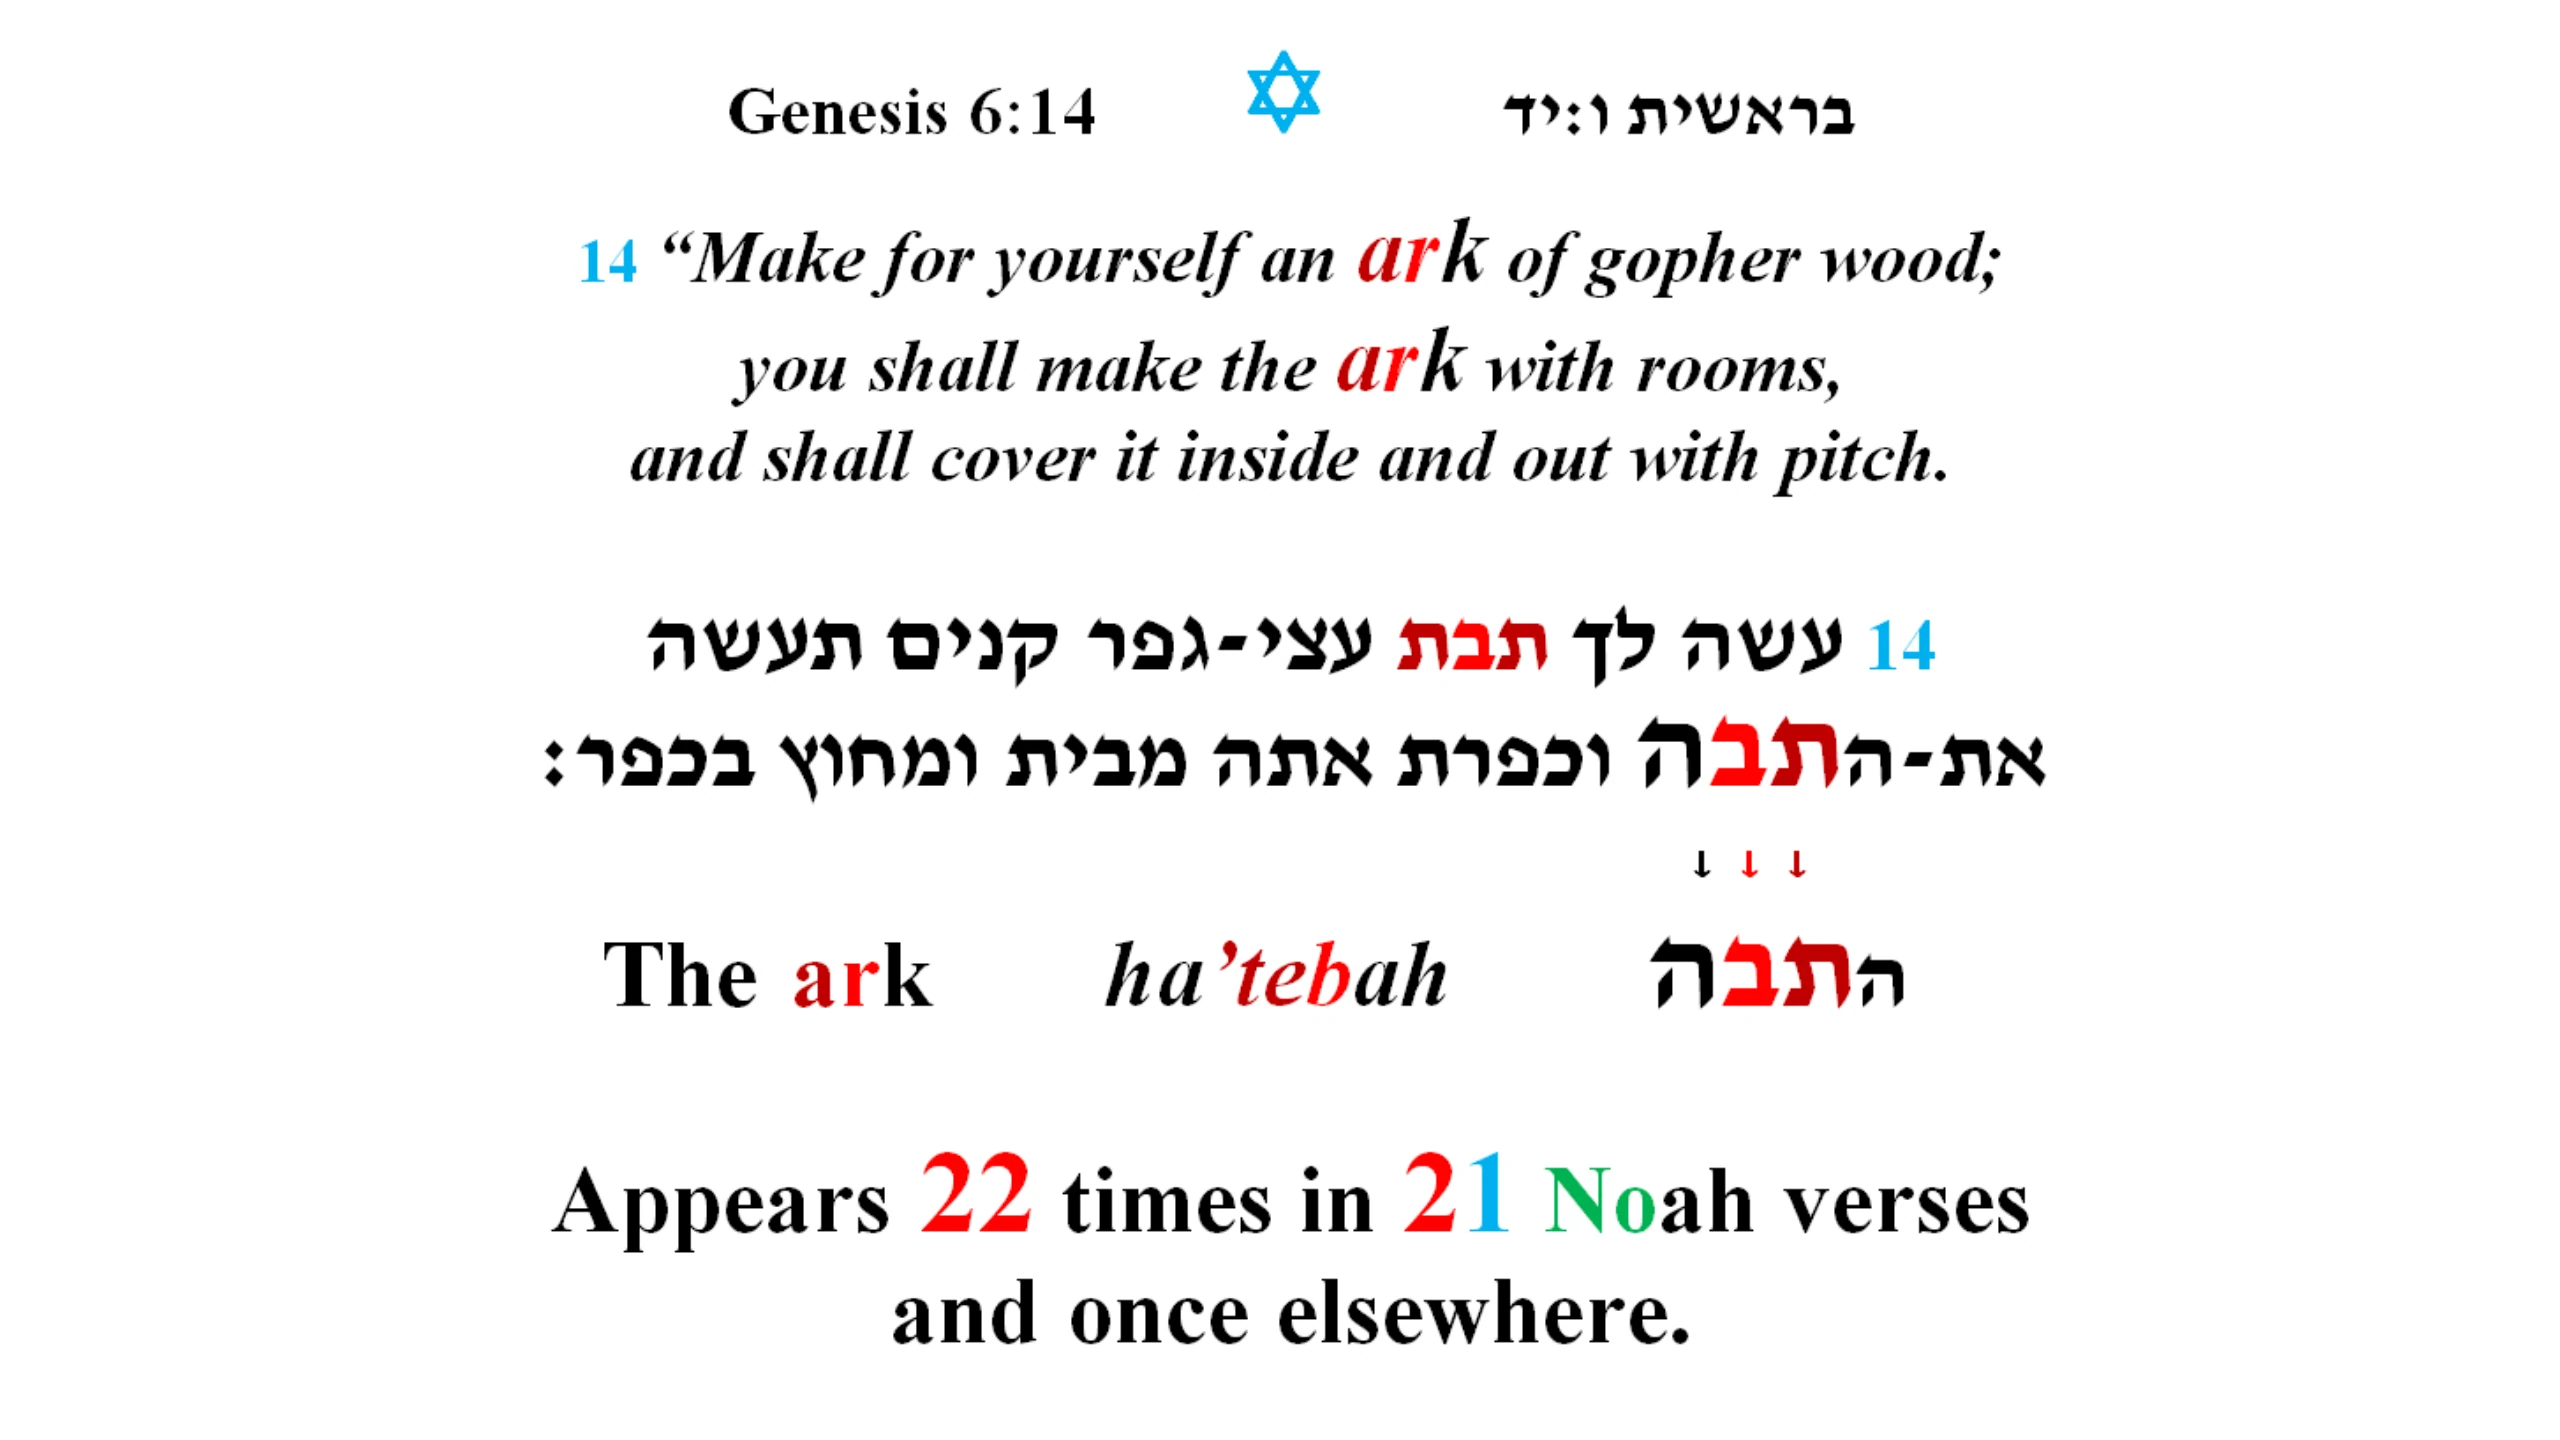 Genesis 6:14 ✡ בראשית ו:יד
14 “Make for yourself an ark of gopher wood;
you shall make the ark with rooms,
and shall cover it inside and out with pitch.
14 עשה לך תבת עצי-גפר קנים תעשה
את-התבה וכפרת אתה מבית ומחוץ בכפר:
↓ ↓ ↓
The ark ha’tebah התבה
Appears 22 times in 21 Noah verses
and once elsewhere.